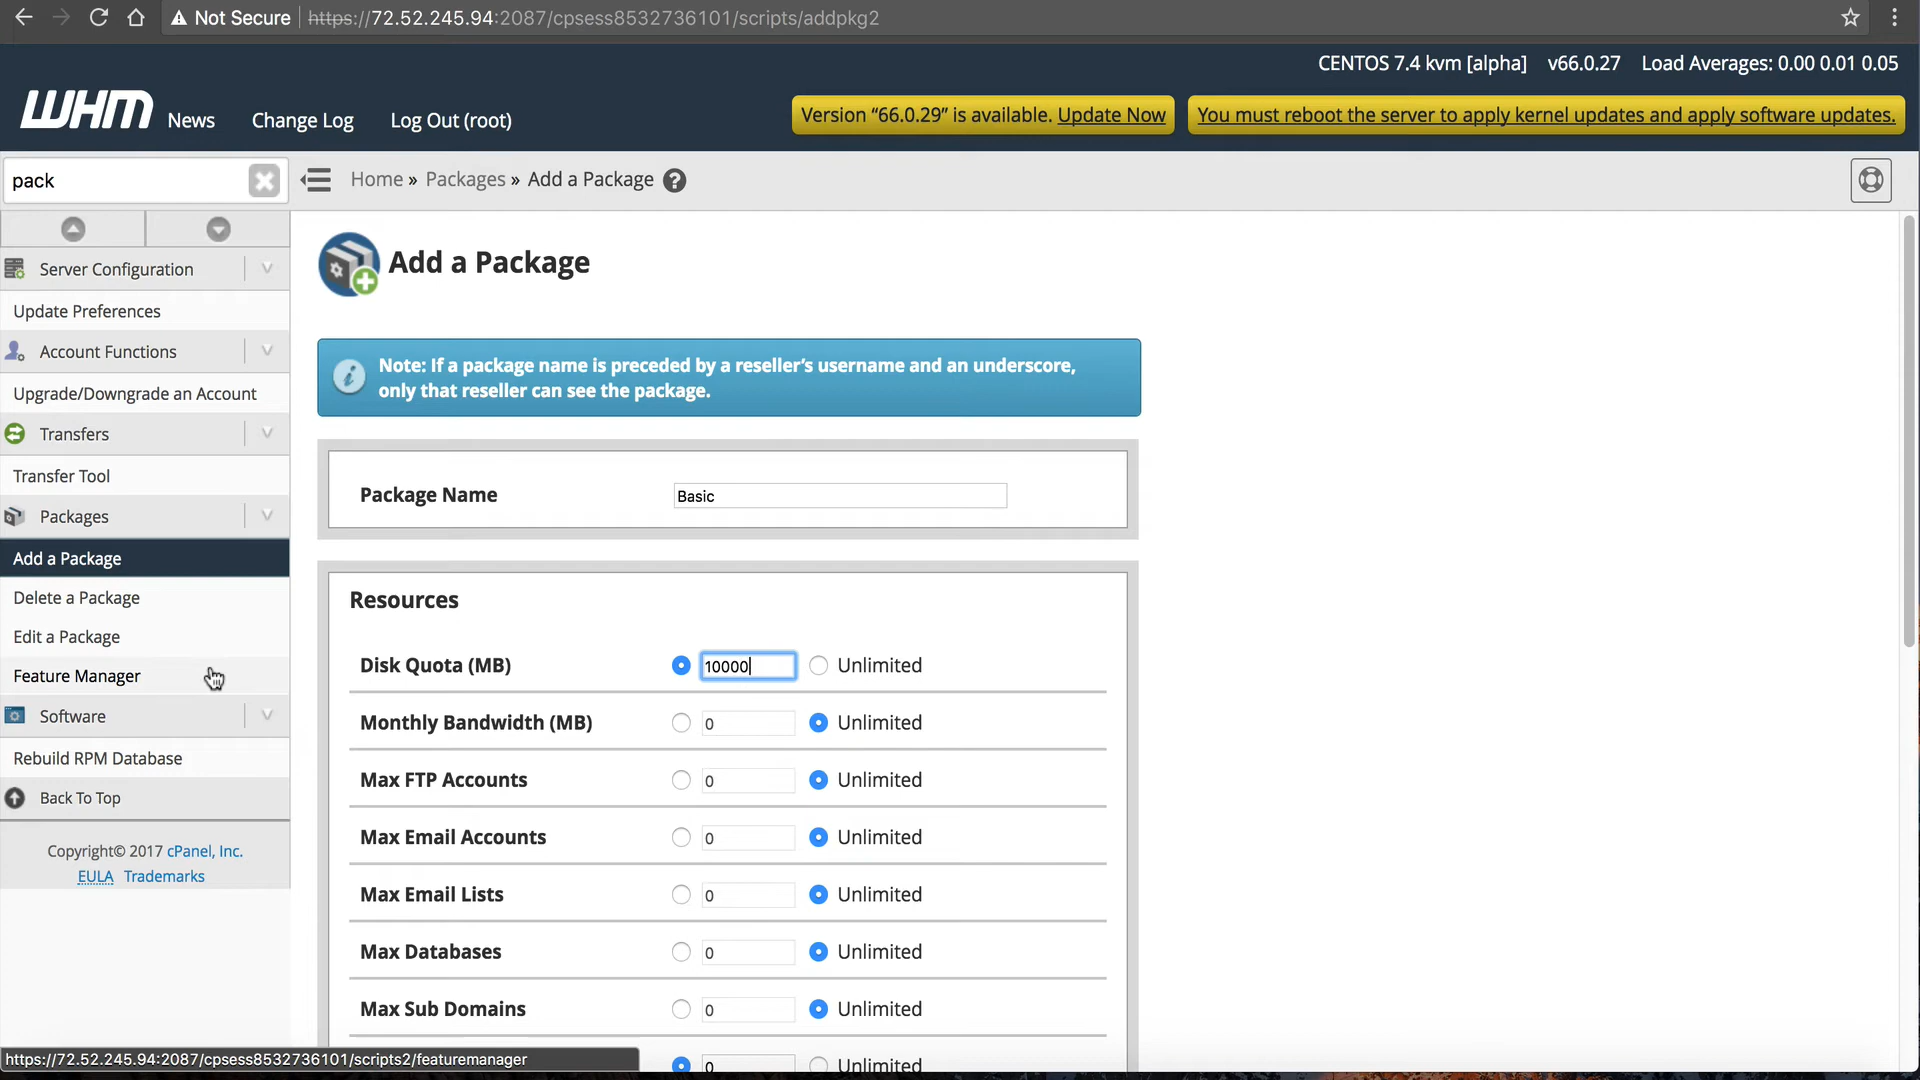 Not Secure https://72.52.245.94:2087/cpsess8532736101/scripts/addpkg2
CENTOS 7.4 kvm [alpha] v66.0.27 Load Averages: 0.00 0.01 0.05
WHM News Change Log Log Out (root) Version “66.0.29” is available. Update Now You must reboot the server to apply kernel updates and apply software updates.
pack
Home » Packages » Add a Package ?
Server Configuration
Update Preferences
Account Functions
Upgrade/Downgrade an Account
Transfers
Transfer Tool
Packages
Add a Package
Delete a Package
Edit a Package
Feature Manager
Software
Rebuild RPM Database
Back To Top
Copyright© 2017 cPanel, Inc.
EULA Trademarks
Add a Package
Note: If a package name is preceded by a reseller’s username and an underscore,
only that reseller can see the package.
Package Name Basic
Resources
Disk Quota (MB) 10000 Unlimited
Monthly Bandwidth (MB) 0 Unlimited
Max FTP Accounts 0 Unlimited
Max Email Accounts 0 Unlimited
Max Email Lists 0 Unlimited
Max Databases 0 Unlimited
Max Sub Domains 0 Unlimited
0 Unlimited
https://72.52.245.94:2087/cpsess8532736101/scripts2/featuremanager